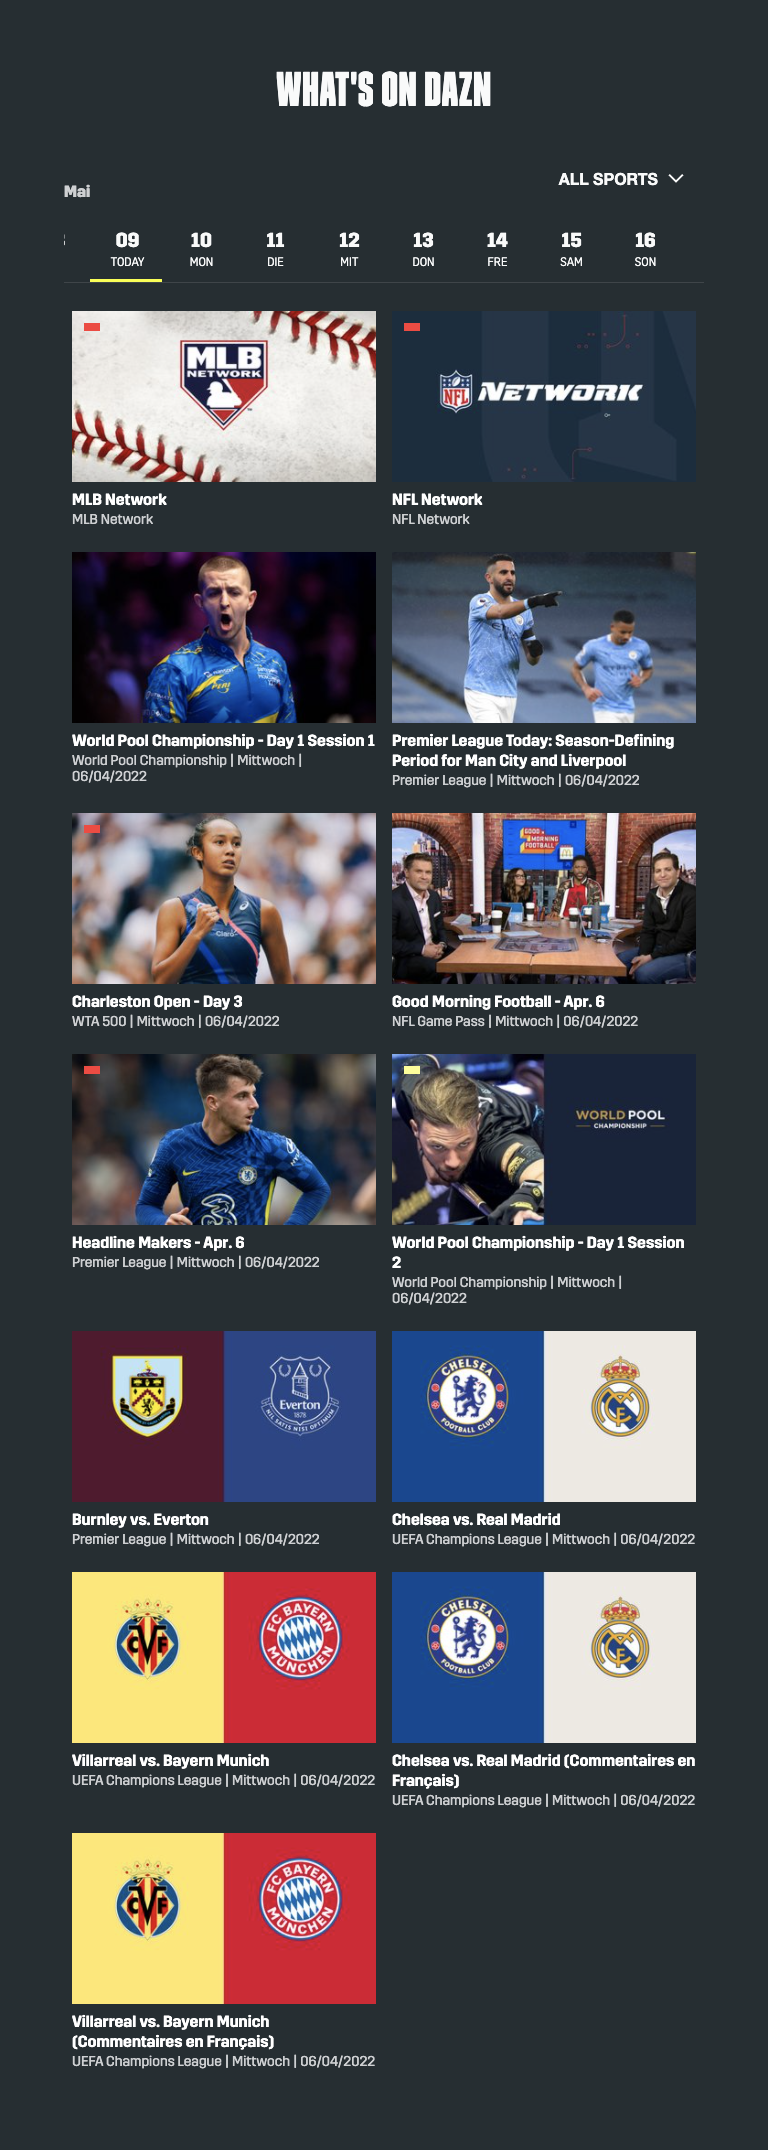 WHAT'S ON DAZN
ALL SPORTS
Mai
09 10 11 12 13 14 15 16
TODAY MON DIE MIT DON FRE SAM SON
MLB
NETWORK
NFL NETWORK
MLB Network
MLB Network
NFL Network
NFL Network
World Pool Championship - Day 1 Session 1
World Pool Championship | Mittwoch |
06/04/2022
Premier League Today: Season-Defining
Period for Man City and Liverpool
Premier League | Mittwoch | 06/04/2022
GOOD
MORNING
FOOTBALL
Charleston Open - Day 3
WTA 500 | Mittwoch | 06/04/2022
Good Morning Football - Apr. 6
NFL Game Pass | Mittwoch | 06/04/2022
3
WORLD POOL
CHAMPIONSHIP
Headline Makers - Apr. 6
Premier League | Mittwoch | 06/04/2022
World Pool Championship - Day 1 Session
2
World Pool Championship | Mittwoch |
06/04/2022
Everton
1878
NIL SATIS NISI OPTIMUM
CHELSEA
FOOTBALL CLUB
Burnley vs. Everton
Premier League | Mittwoch | 06/04/2022
Chelsea vs. Real Madrid
UEFA Champions League | Mittwoch | 06/04/2022
CVF
FC BAYERN
MÜNCHEN
CHELSEA
FOOTBALL CLUB
Villarreal vs. Bayern Munich
UEFA Champions League | Mittwoch | 06/04/2022
Chelsea vs. Real Madrid (Commentaires en
Français)
UEFA Champions League | Mittwoch | 06/04/2022
CVF
FC BAYERN
MÜNCHEN
Villarreal vs. Bayern Munich
(Commentaires en Français)
UEFA Champions League | Mittwoch | 06/04/2022